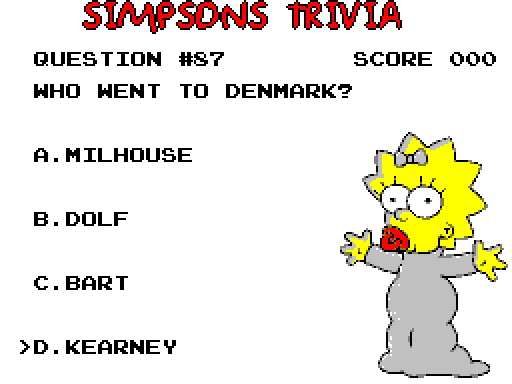 SIMPSONS TRIVIA
QUESTION #87 SCORE 000
WHO WENT TO DENMARK?
A.MILHOUSE
B.DOLF
C.BART
>D.KEARNEY